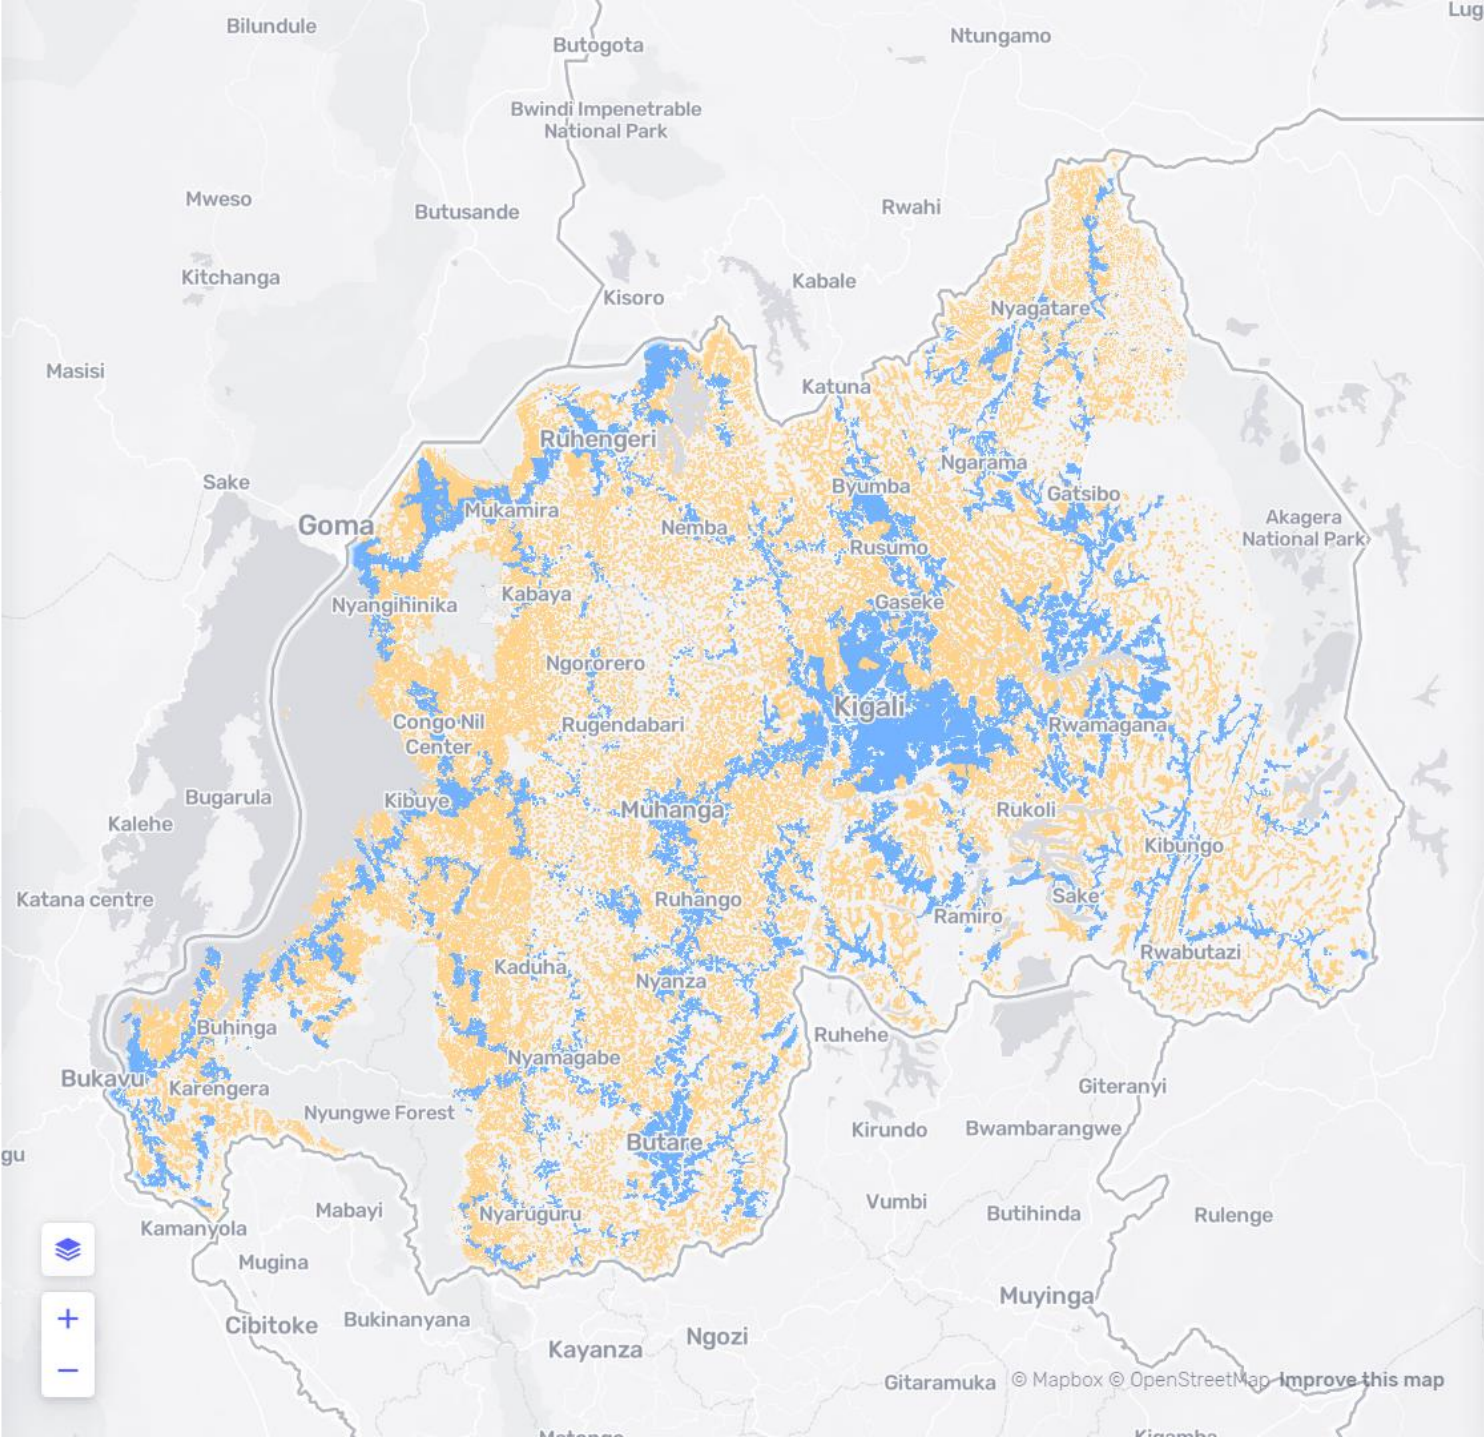 Lug
Bilundule
Ntungamo
Butogota
Bwindi Impenetrable
National Park
Mweso
Butusande
Rwahi
Kitchanga
Kabale
Kisoro
Nyagatare
Masisi
Katuna
Ruhengeri
Ngarama
Sake
Byumba
Gatsibo
Mukamira
Goma
Nemba
Akagera
National Park
Rusumo
Kabaya
Nyangihinika
Gaseke
Ngororero
Kigali
Congo Nil
Center
Rugendabari
Rwamagana
Bugarula
Kibuye
Muhanga
Rukoli
Kalehe
Kibungo
Katana centre
Ruhango
Sake
Ramiro
Rwabutazi
Kaduha
Nyanza
Buhinga
Ruhehe
Nyamagabe
Bukavu
Karengera
Giteranyi
Nyungwe Forest
Kirundo
Bwambarangwe
Butare
gu
Vumbi
Mabayi
Nyaruguru
Butihinda
Rulenge
Kamanyola
Mugina
Muyinga
Cibitoke
Bukinanyana
Ngozi
Kayanza
Gitaramuka
© Mapbox © OpenStreetMap Improve this map